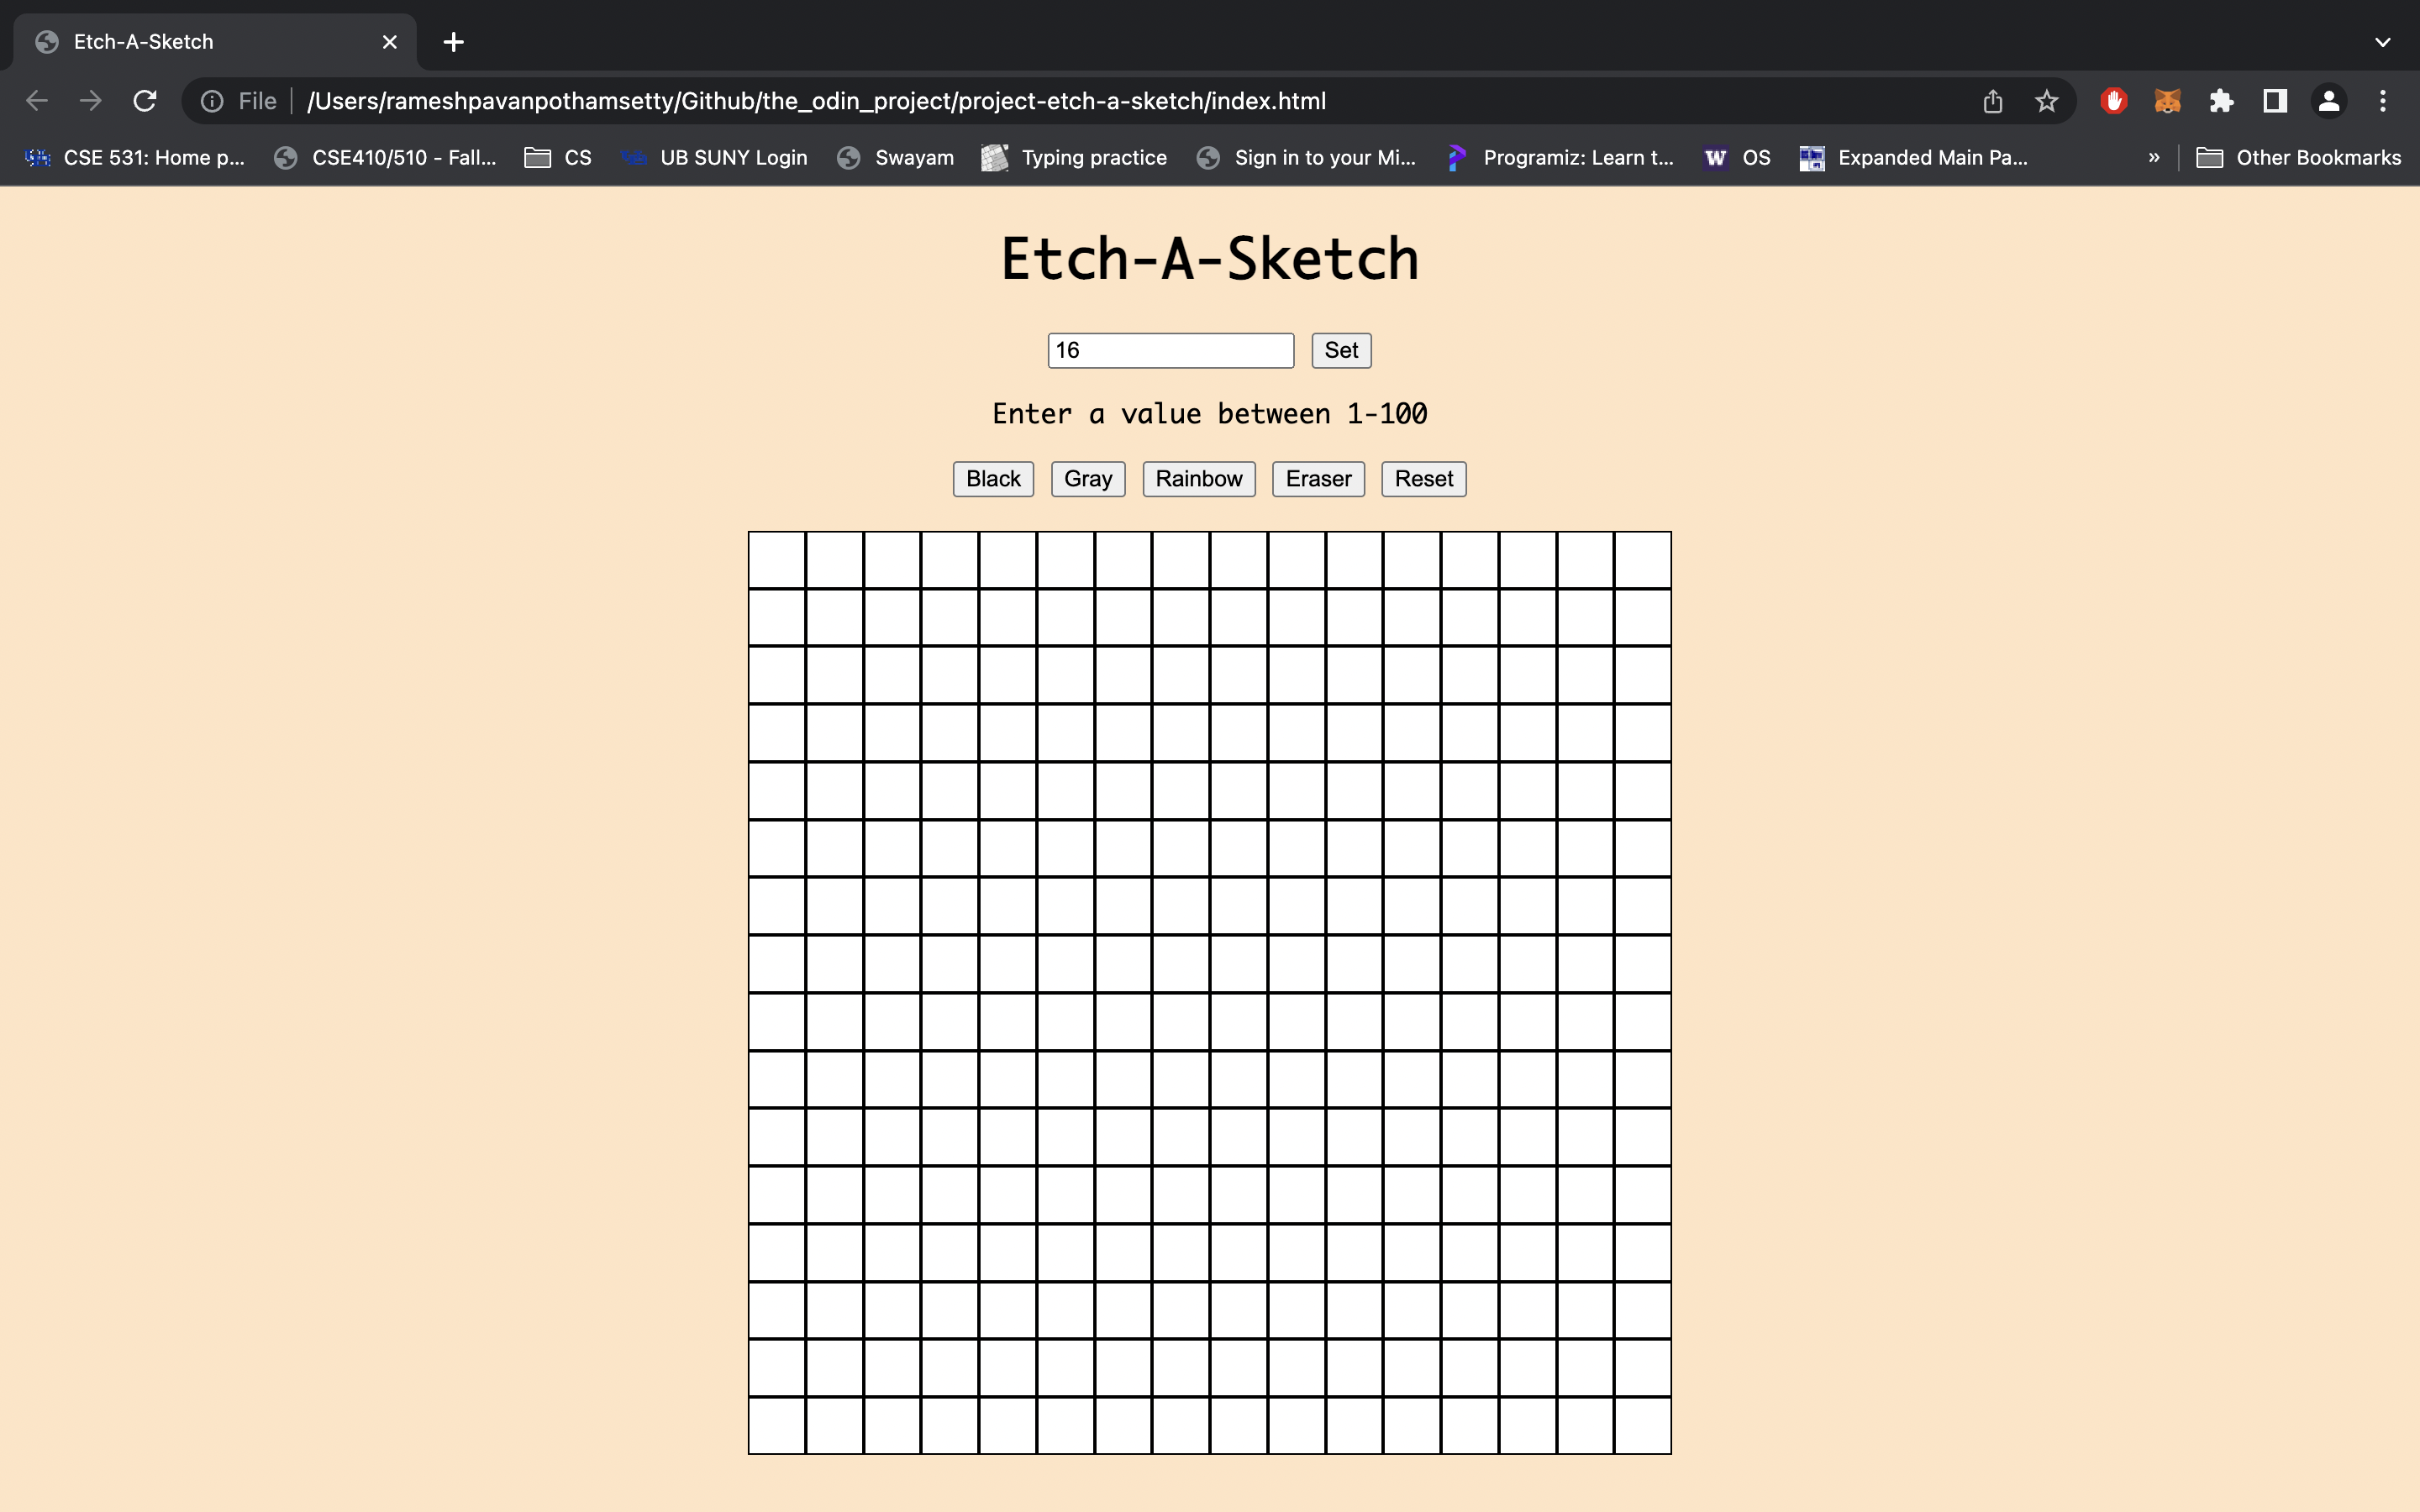 Etch-A-Sketch
File /Users/rameshpavanpothamsetty/Github/the_odin_project/project-etch-a-sketch/index.html
CSE 531: Home p... CSE410/510 - Fall... CS UB SUNY Login Swayam Typing practice Sign in to your Mi... Programiz: Learn t... W OS Expanded Main Pa... » Other Bookmarks
Etch-A-Sketch
16 Set
Enter a value between 1-100
Black Gray Rainbow Eraser Reset